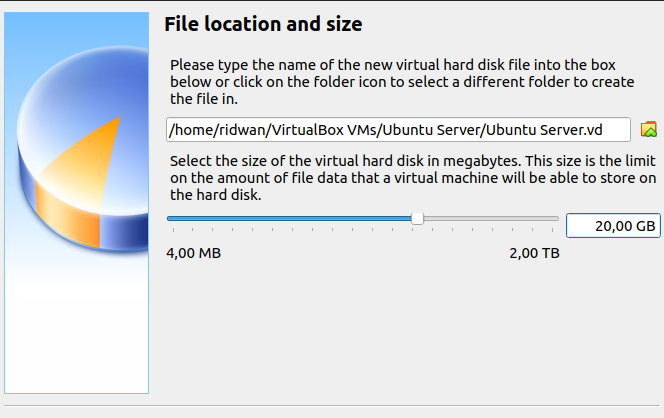 File location and size
Please type the name of the new virtual hard disk file into the box
below or click on the folder icon to select a different folder to create
the file in.
/home/ridwan/VirtualBox VMs/Ubuntu Server/Ubuntu Server.vd
Select the size of the virtual hard disk in megabytes. This size is the limit
on the amount of file data that a virtual machine will be able to store on
the hard disk.
20,00 GB
4,00 MB 2,00 TB